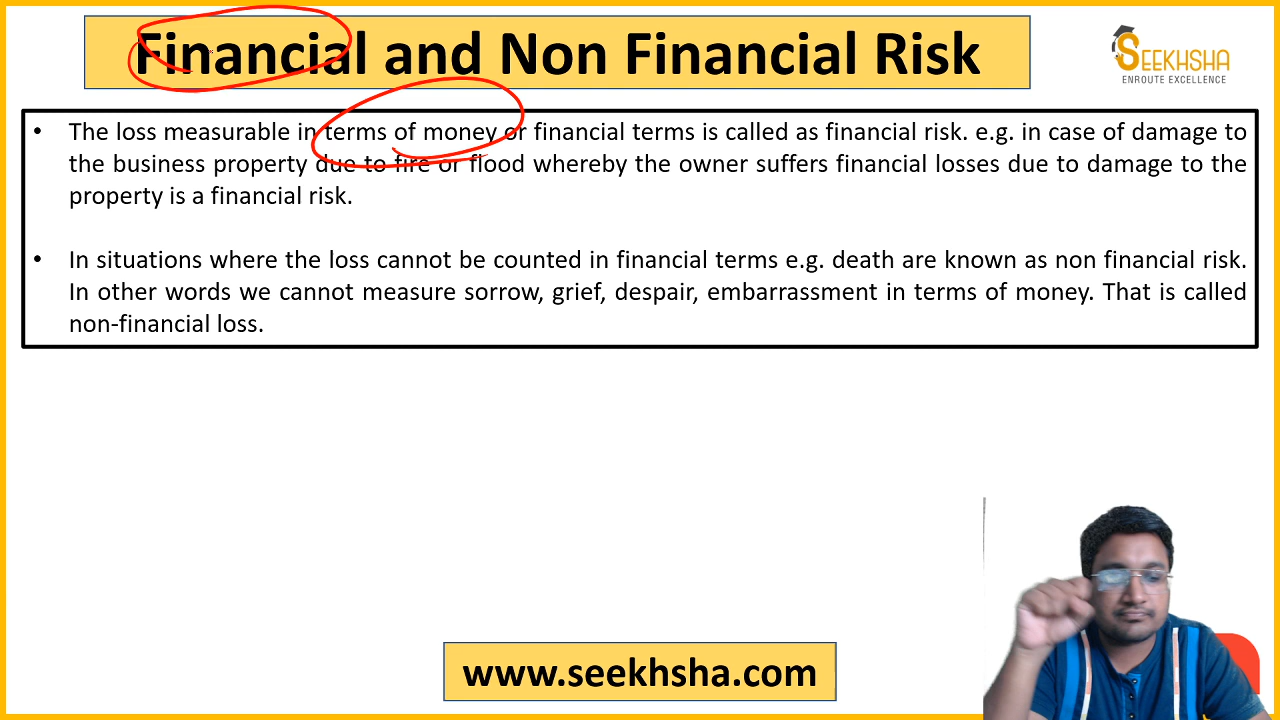 Financial and Non Financial Risk
SEEKHSHA
ENROUTE EXCELLENCE
• The loss measurable in terms of money or financial terms is called as financial risk. e.g. in case of damage to
the business property due to fire or flood whereby the owner suffers financial losses due to damage to the
property is a financial risk.
• In situations where the loss cannot be counted in financial terms e.g. death are known as non financial risk.
In other words we cannot measure sorrow, grief, despair, embarrassment in terms of money. That is called
non-financial loss.
www.seekhsha.com